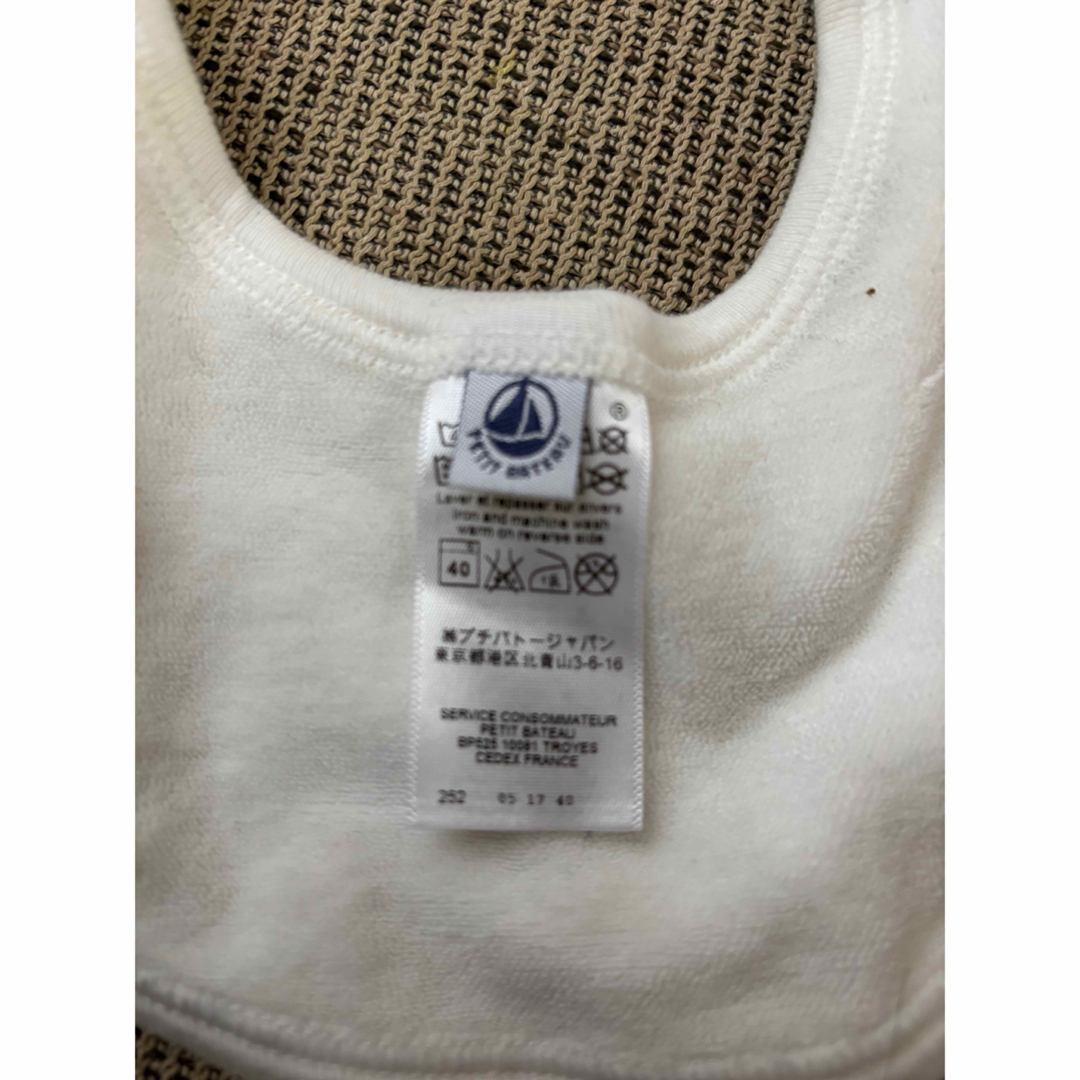 PETIT BATEAU
Laver et repasser sur envers
Iron and machine wash
warm on reverse side
40
㈱プチバトージャパン
東京都港区北青山3-6-16
SERVICE CONSOMMATEUR
PETIT BATEAU
BP525 10081 TROYES
CEDEX FRANCE
252 05 17 40